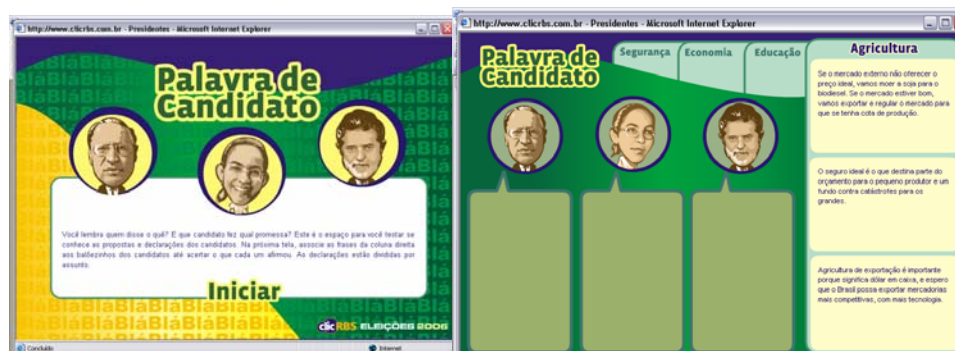 http://www.clicrbs.com.br - Presidentes - Microsoft Internet Explorer
Palavra de
Candidato
Você lembra quem disse o quê? E que candidato fez qual promessa? Este é o espaço para você testar se
conhece as propostas e declarações dos candidatos. Na próxima tela, associe as frases da coluna direita
aos balõezinhos dos candidatos até acertar o que cada um afirmou. As declarações estão divididas por
assunto.
Iniciar
clicRBS ELEIÇÕES 2006
Concluído
Internet
http://www.clicrbs.com.br - Presidentes - Microsoft Internet Explorer
Palavra de
Candidato
Segurança
Economia
Educação
Agricultura
Se o mercado externo não oferecer o
preço ideal, vamos moer a soja para o
biodiesel. Se o mercado estiver bom,
vamos exportar e regular o mercado para
que se tenha cota de produção.
O seguro ideal é o que destina parte do
orçamento para o pequeno produtor e um
fundo contra catástrofes para os
grandes.
Agricultura de exportação é importante
porque significa dólar em caixa, e espero
que o Brasil possa exportar mercadorias
mais competitivas, com mais tecnologia.